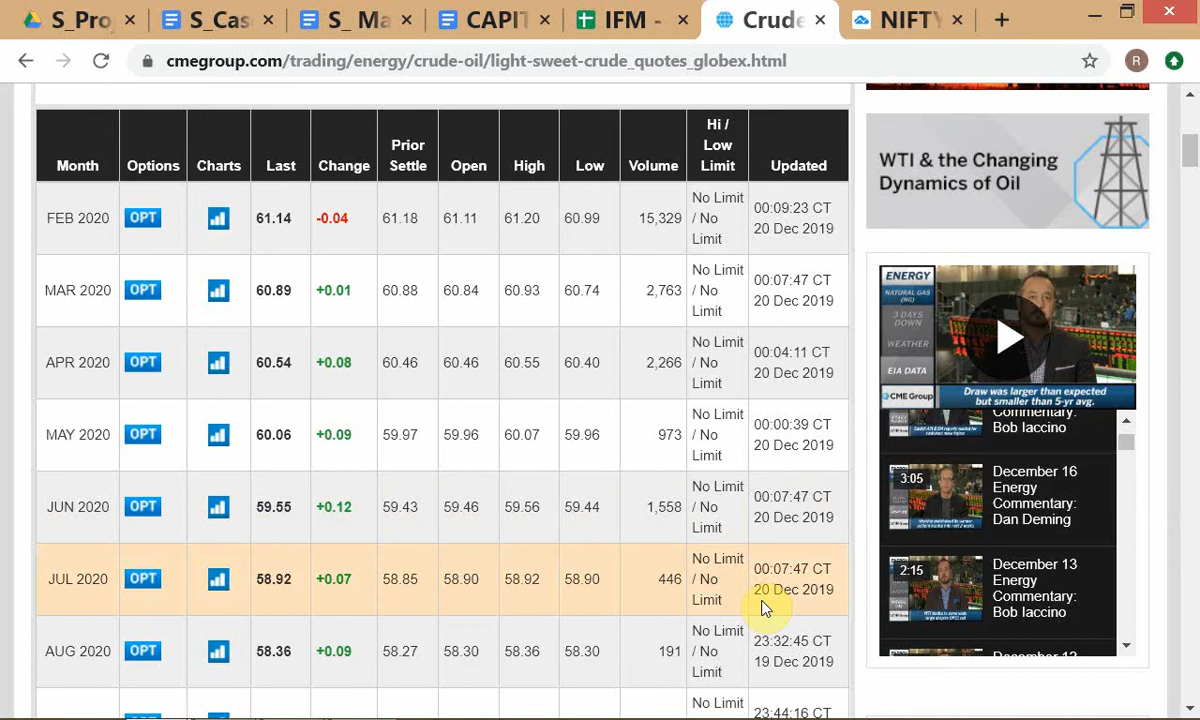 S_Proj
S_Cas
S_ Ma
CAPIT
IFM -
Crude
NIFTY
cmegroup.com/trading/energy/crude-oil/light-sweet-crude_quotes_globex.html
R
Month Options Charts Last Change Prior Settle Open High Low Volume Hi / Low Limit Updated
FEB 2020 OPT 61.14 -0.04 61.18 61.11 61.20 60.99 15,329 No Limit / No Limit 00:09:23 CT 20 Dec 2019
MAR 2020 OPT 60.89 +0.01 60.88 60.84 60.93 60.74 2,763 No Limit / No Limit 00:07:47 CT 20 Dec 2019
APR 2020 OPT 60.54 +0.08 60.46 60.46 60.55 60.40 2,266 No Limit / No Limit 00:04:11 CT 20 Dec 2019
MAY 2020 OPT 60.06 +0.09 59.97 59.96 60.07 59.96 973 No Limit / No Limit 00:00:39 CT 20 Dec 2019
JUN 2020 OPT 59.55 +0.12 59.43 59.46 59.56 59.44 1,558 No Limit / No Limit 00:07:47 CT 20 Dec 2019
JUL 2020 OPT 58.92 +0.07 58.85 58.90 58.92 58.90 446 No Limit / No Limit 00:07:47 CT 20 Dec 2019
AUG 2020 OPT 58.36 +0.09 58.27 58.30 58.36 58.30 191 No Limit / No Limit 23:32:45 CT 19 Dec 2019
No Limit 23:44:16 CT
WTI & the Changing
Dynamics of Oil
ENERGY
NATURAL GAS
(NG)
3 DAYS
DOWN
WEATHER
EIA DATA
CME Group
Draw was larger than expected
but smaller than 5-yr avg.
Commentary:
Bob Iaccino
3:05
December 16
Energy
Commentary:
Dan Deming
2:15
December 13
Energy
Commentary:
Bob Iaccino
December 12